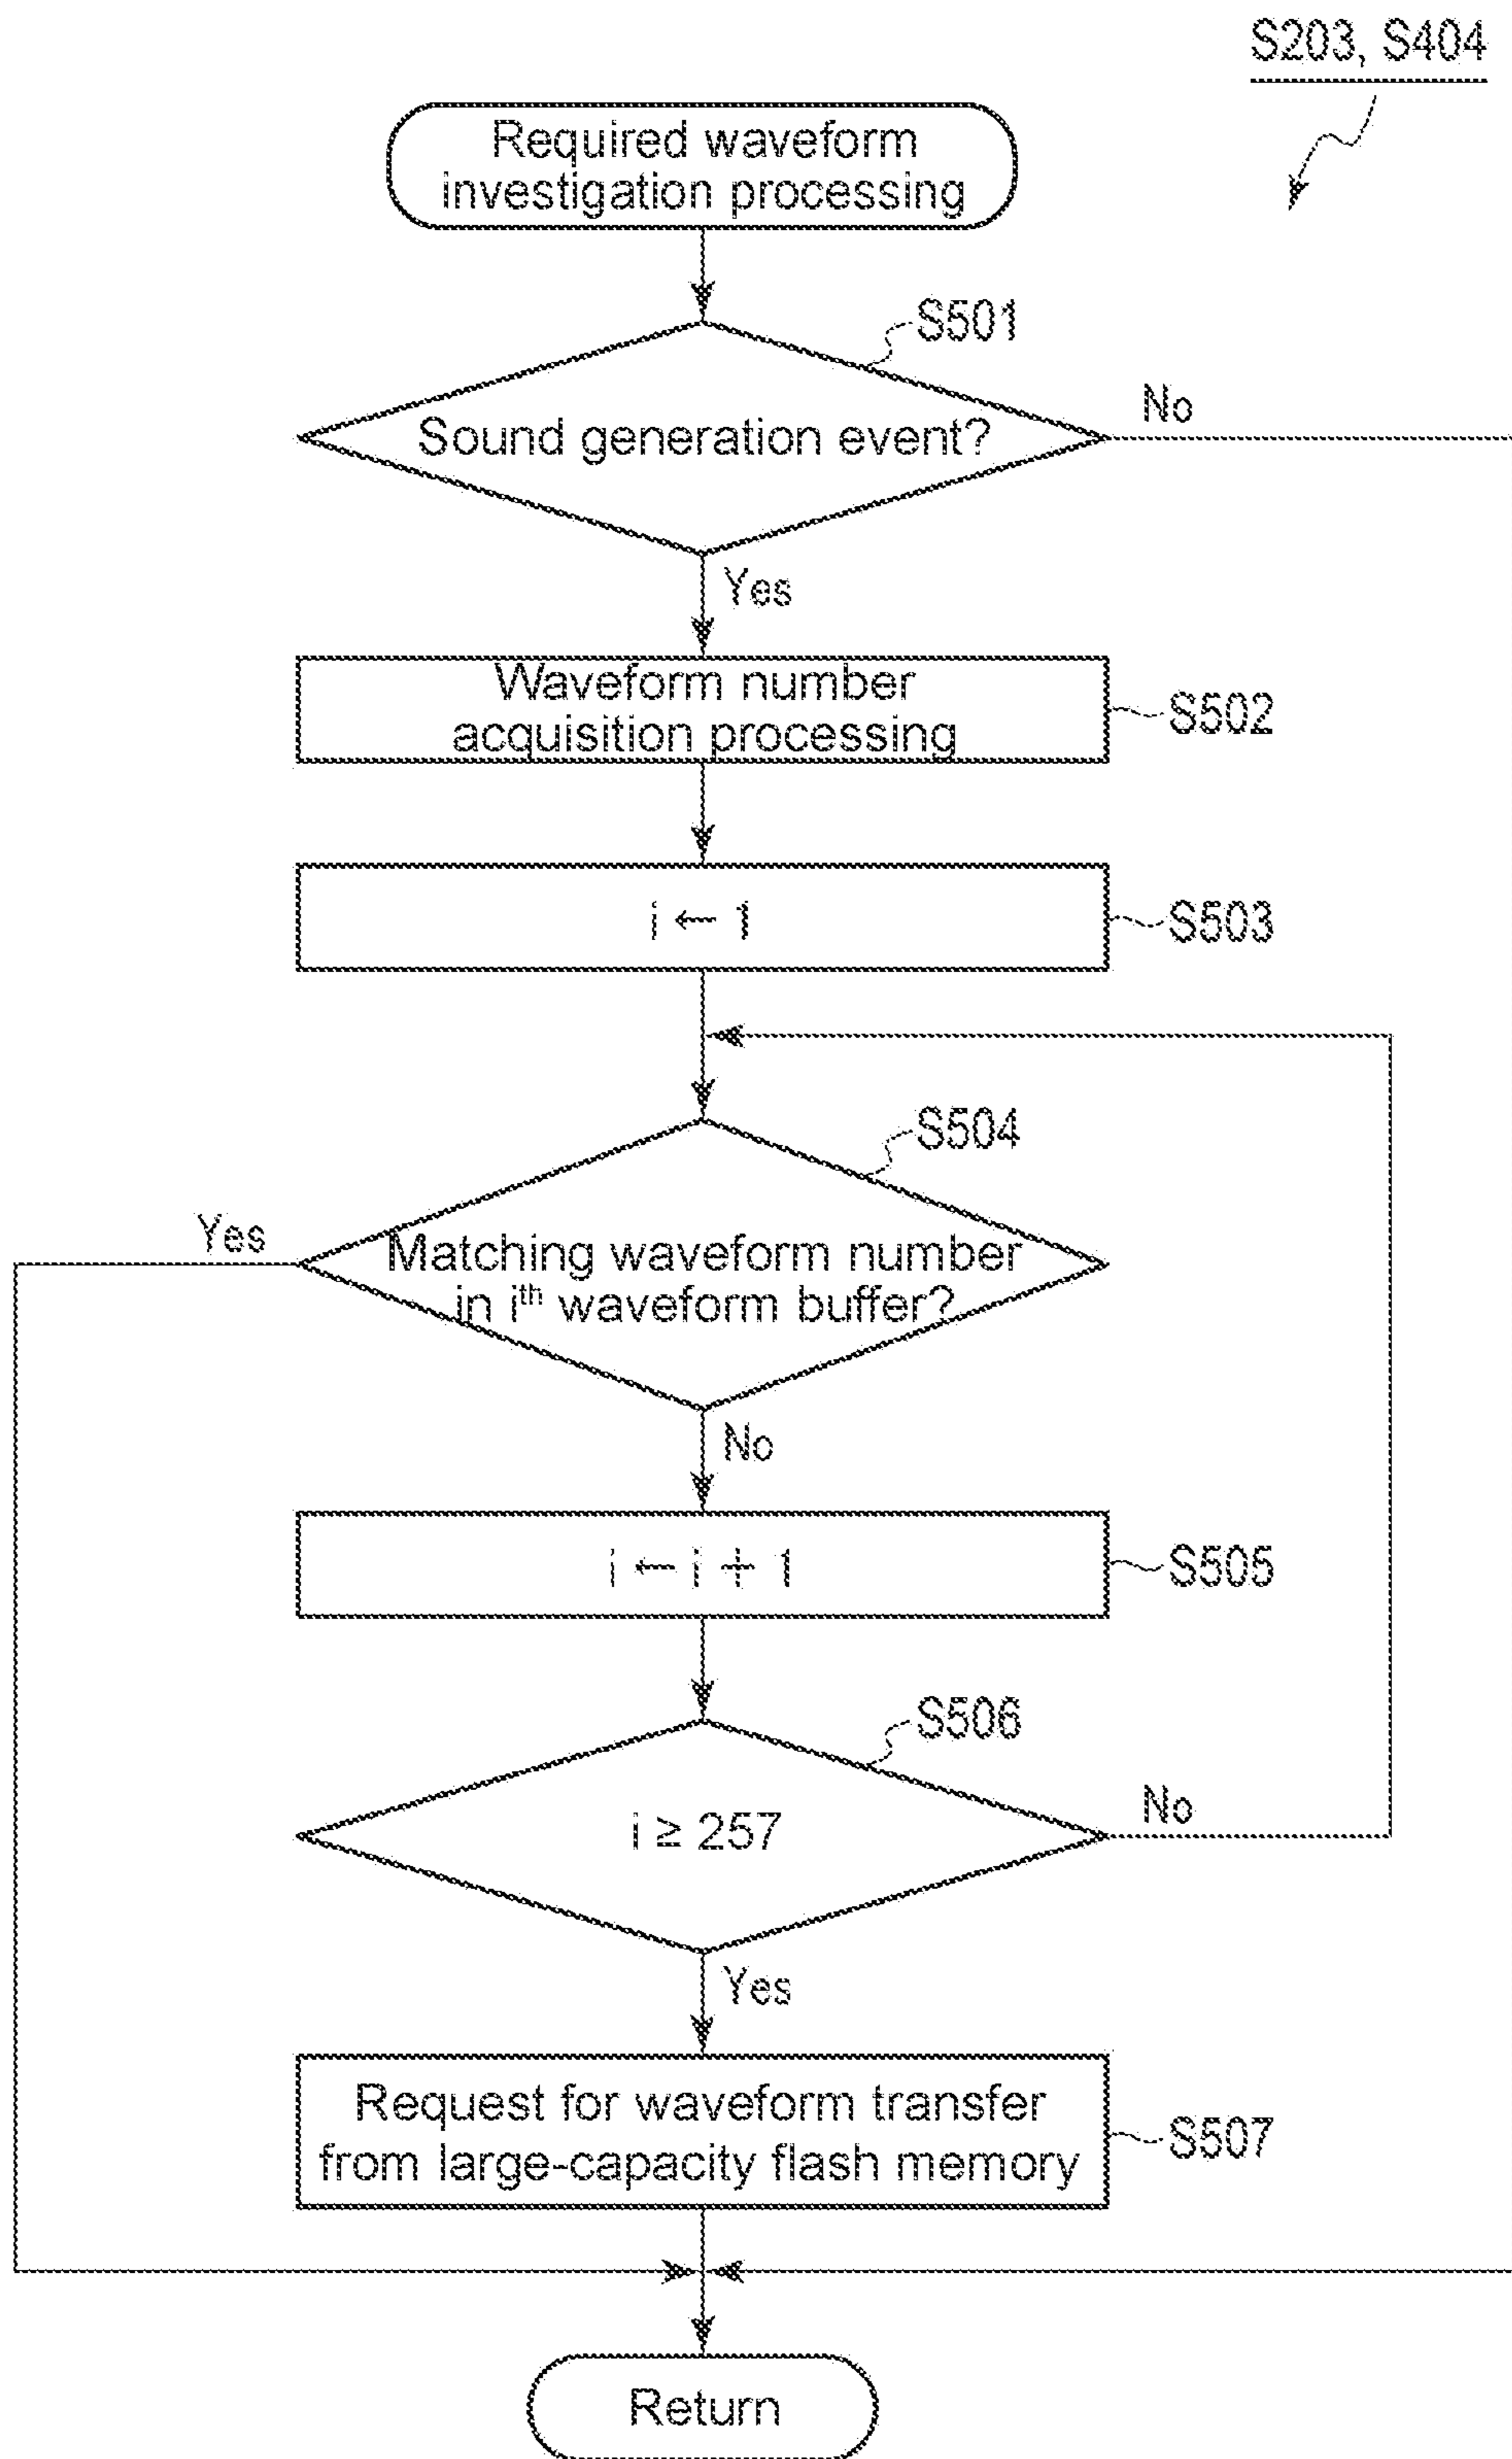 S203, S404
Required waveform
investigation processing
S501
Sound generation event?
No
Yes
Waveform number
acquisition processing
S502
i ← 1
S503
S504
Yes
Matching waveform number
in iᵗʰ waveform buffer?
No
i ← i + 1
S505
S506
i ≥ 257
No
Yes
Request for waveform transfer
from large-capacity flash memory
S507
Return